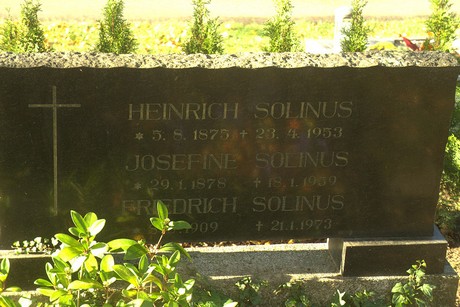 HEINRICH SOLINUS
* 5. 8. 1875 + 23. 4. 1953
JOSEFINE SOLINUS
* 29. 1. 1878 + 18. 1. 1959
FRIEDRICH SOLINUS
1909 + 21. 1. 1973